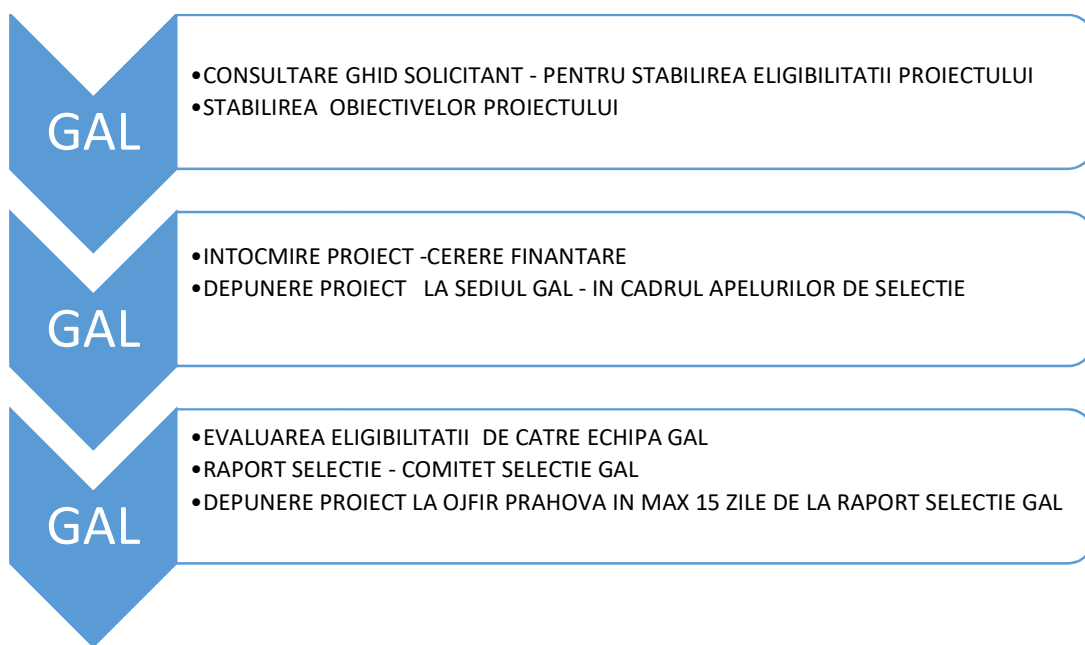 GAL
•CONSULTARE GHID SOLICITANT - PENTRU STABILIREA ELIGIBILITATII PROIECTULUI
•STABILIREA OBIECTIVELOR PROIECTULUI
GAL
•INTOCMIRE PROIECT -CERERE FINANTARE
•DEPUNERE PROIECT LA SEDIUL GAL - IN CADRUL APELURILOR DE SELECTIE
GAL
•EVALUAREA ELIGIBILITATII DE CATRE ECHIPA GAL
•RAPORT SELECTIE - COMITET SELECTIE GAL
•DEPUNERE PROIECT LA OJFIR PRAHOVA IN MAX 15 ZILE DE LA RAPORT SELECTIE GAL